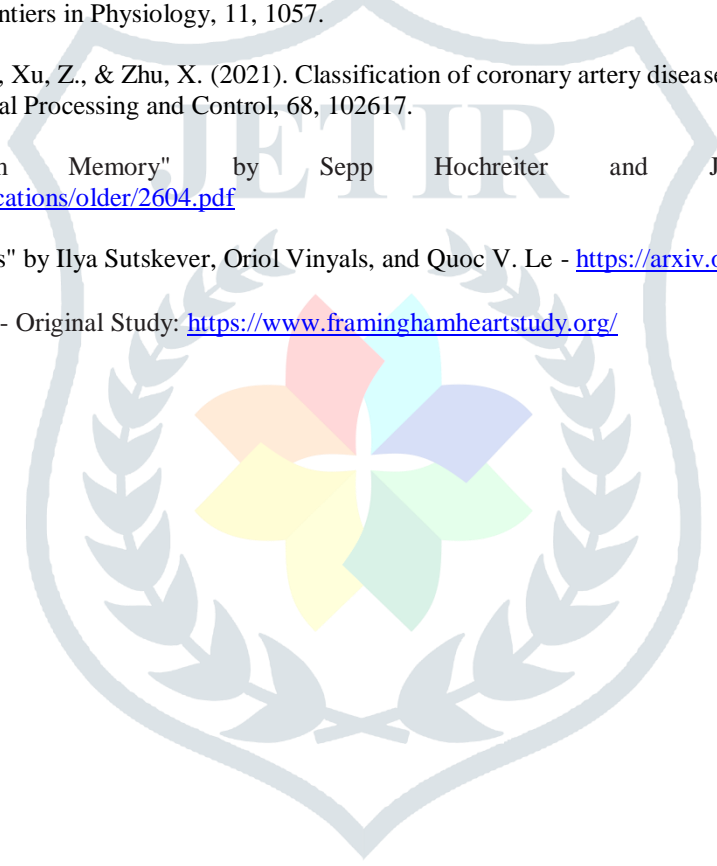 ntiers in Physiology, 11, 1057.
, Xu, Z., & Zhu, X. (2021). Classification of coronary artery disease
al Processing and Control, 68, 102617.
Memory" by Sepp Hochreiter and J
cations/older/2604.pdf
s" by Ilya Sutskever, Oriol Vinyals, and Quoc V. Le - https://arxiv.o
- Original Study: https://www.framinghamheartstudy.org/
JETIR